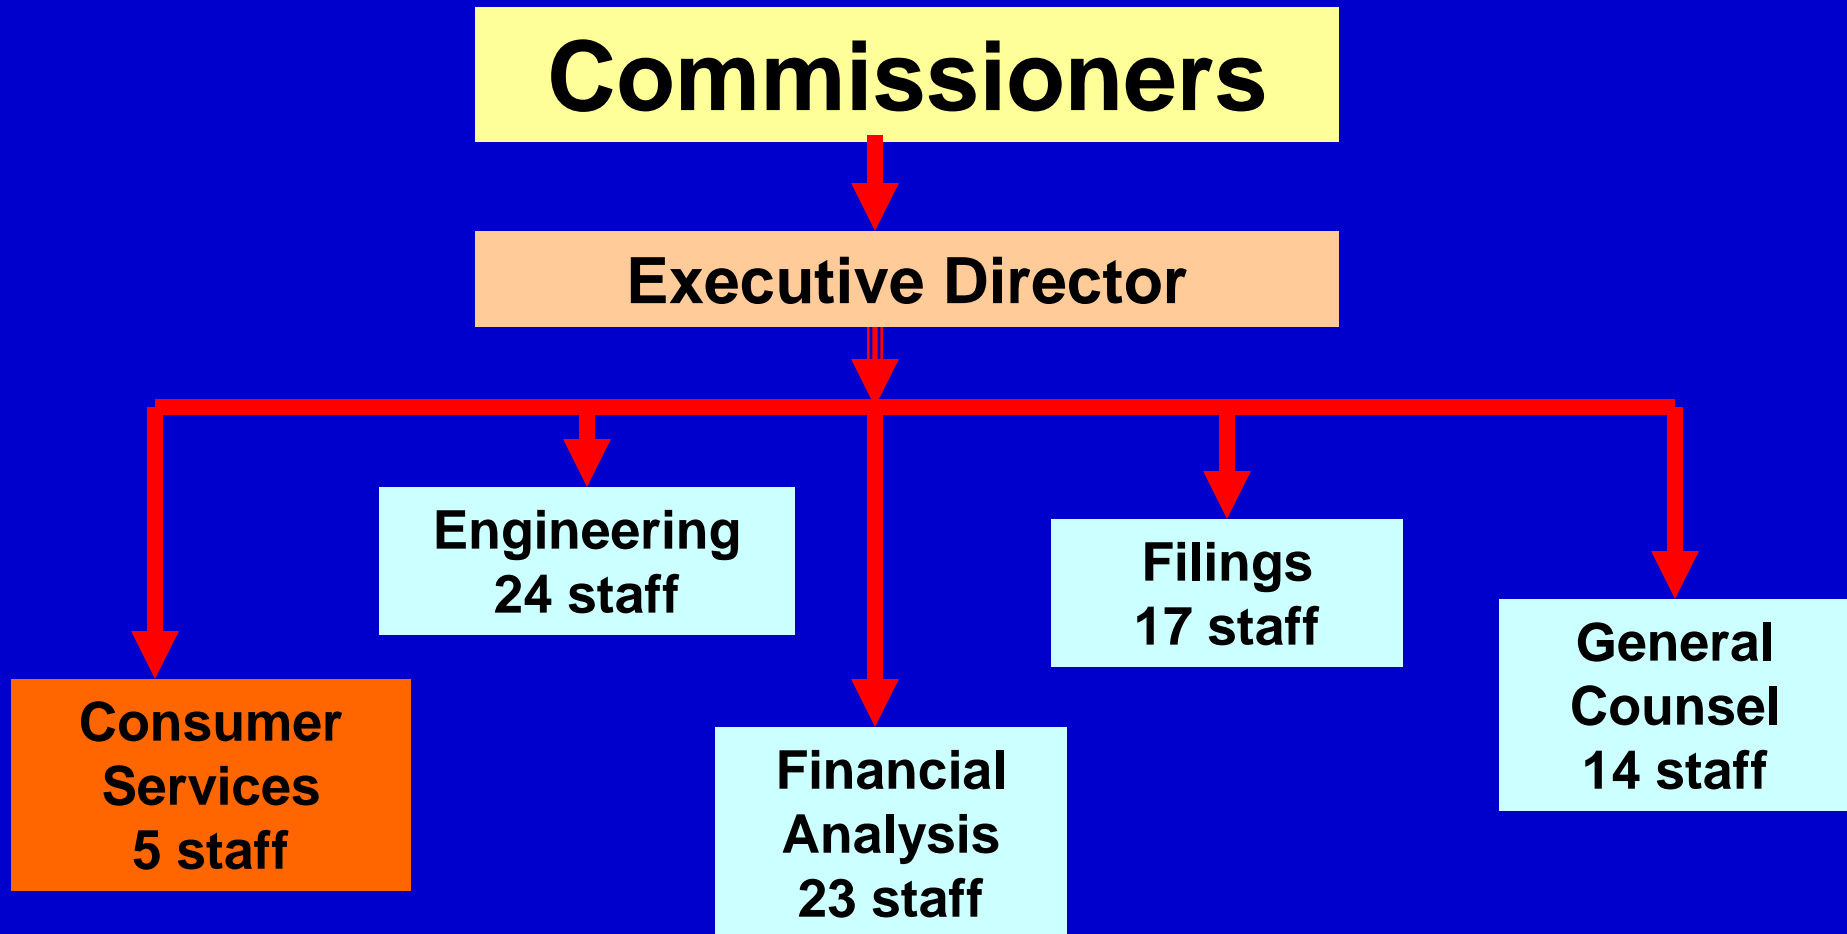 Commissioners
Executive Director
Engineering
24 staff
Filings
17 staff
General
Counsel
14 staff
Consumer
Services
5 staff
Financial
Analysis
23 staff